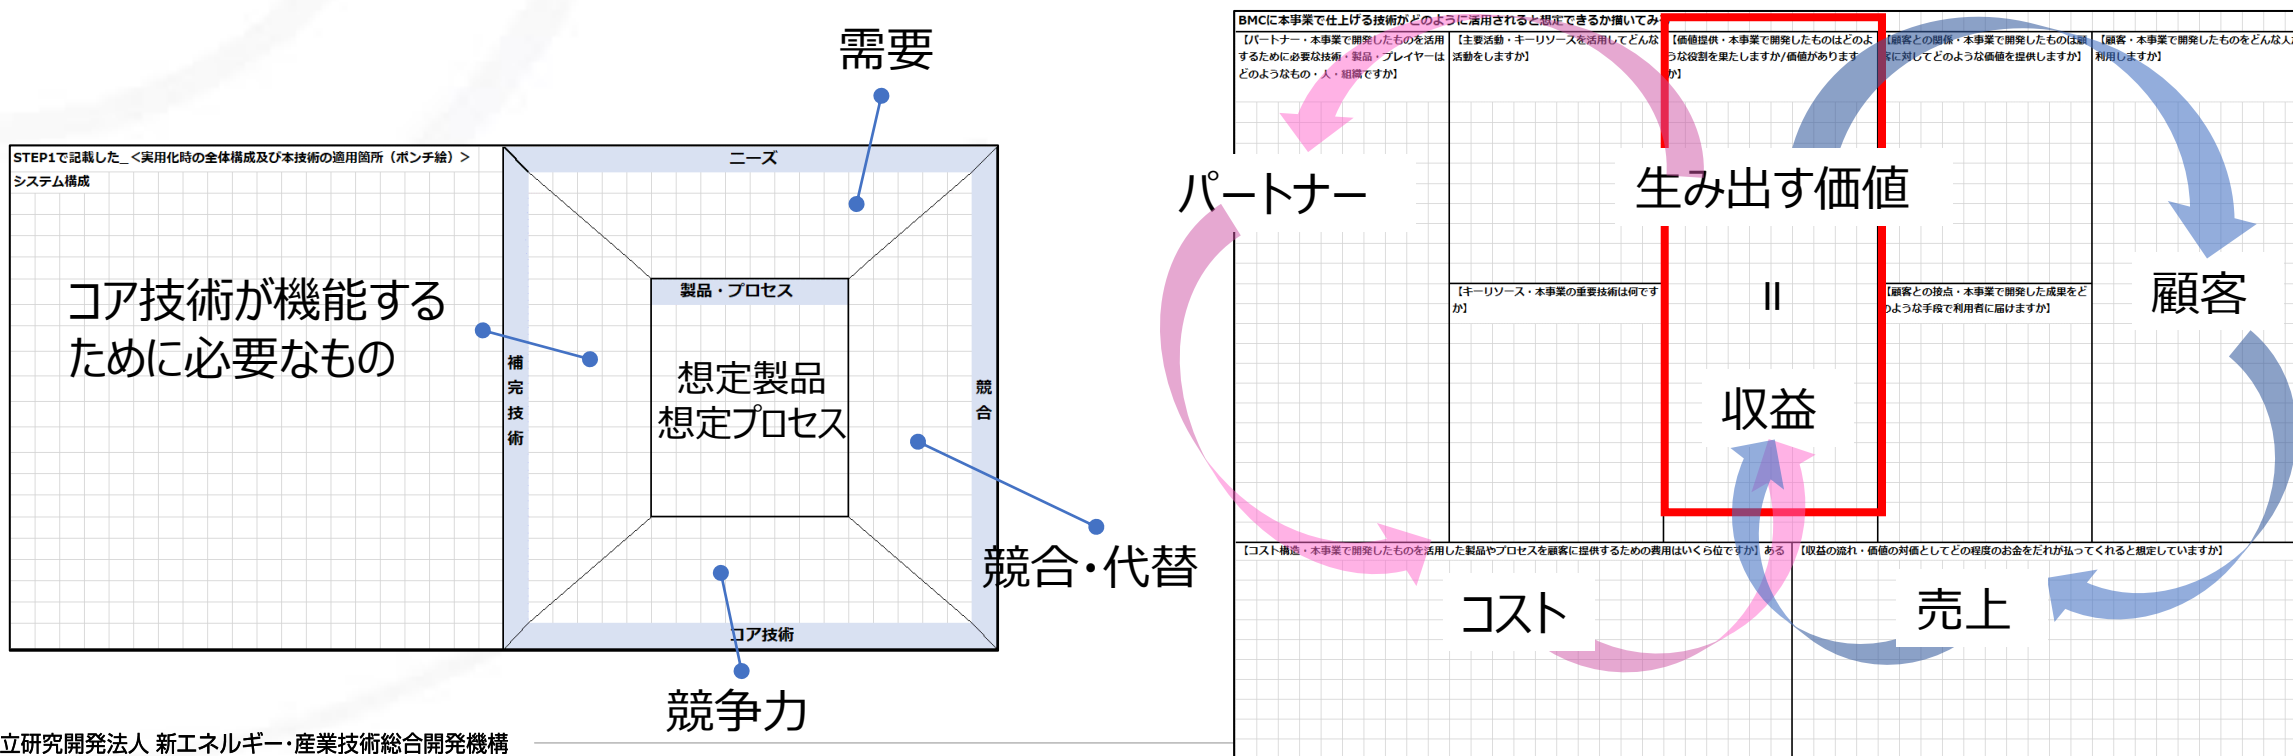 需要
STEP1で記載した_<実用化時の全体構成及び本技術の適用箇所（ポンチ絵）>
システム構成
ニーズ
コア技術が機能する
ために必要なもの
補完技術
製品・プロセス
想定製品
想定プロセス
競合
競合・代替
コア技術
競争力
立研究開発法人 新エネルギー・産業技術総合開発機構
BMCに本事業で仕上げる技術がどのように活用されると想定できるか描いてみ
【パートナー・本事業で開発したものを活用
するために必要な技術・製品・プレイヤーは
どのようなもの・人・組織ですか】
【主要活動・キーリソースを活用してどんな
活動をしますか】
【価値提供・本事業で開発したものはどのよ
うな役割を果たしますか/価値があります
か】
【顧客との関係・本事業で開発したものは顧
客に対してどのような価値を提供しますか】
【顧客・本事業で開発したものをどんな人が
利用しますか】
パートナー
生み出す価値
【キーリソース・本事業の重要技術は何です
か】
=
【顧客との接点・本事業で開発した成果をど
のような手段で利用者に届けますか】
顧客
収益
【コスト構造・本事業で開発したものを活用した製品やプロセスを顧客に提供するための費用はいくら位ですか】ある
【収益の流れ・価値の対価としてどの程度のお金をだれが払ってくれると想定していますか】
コスト
売上